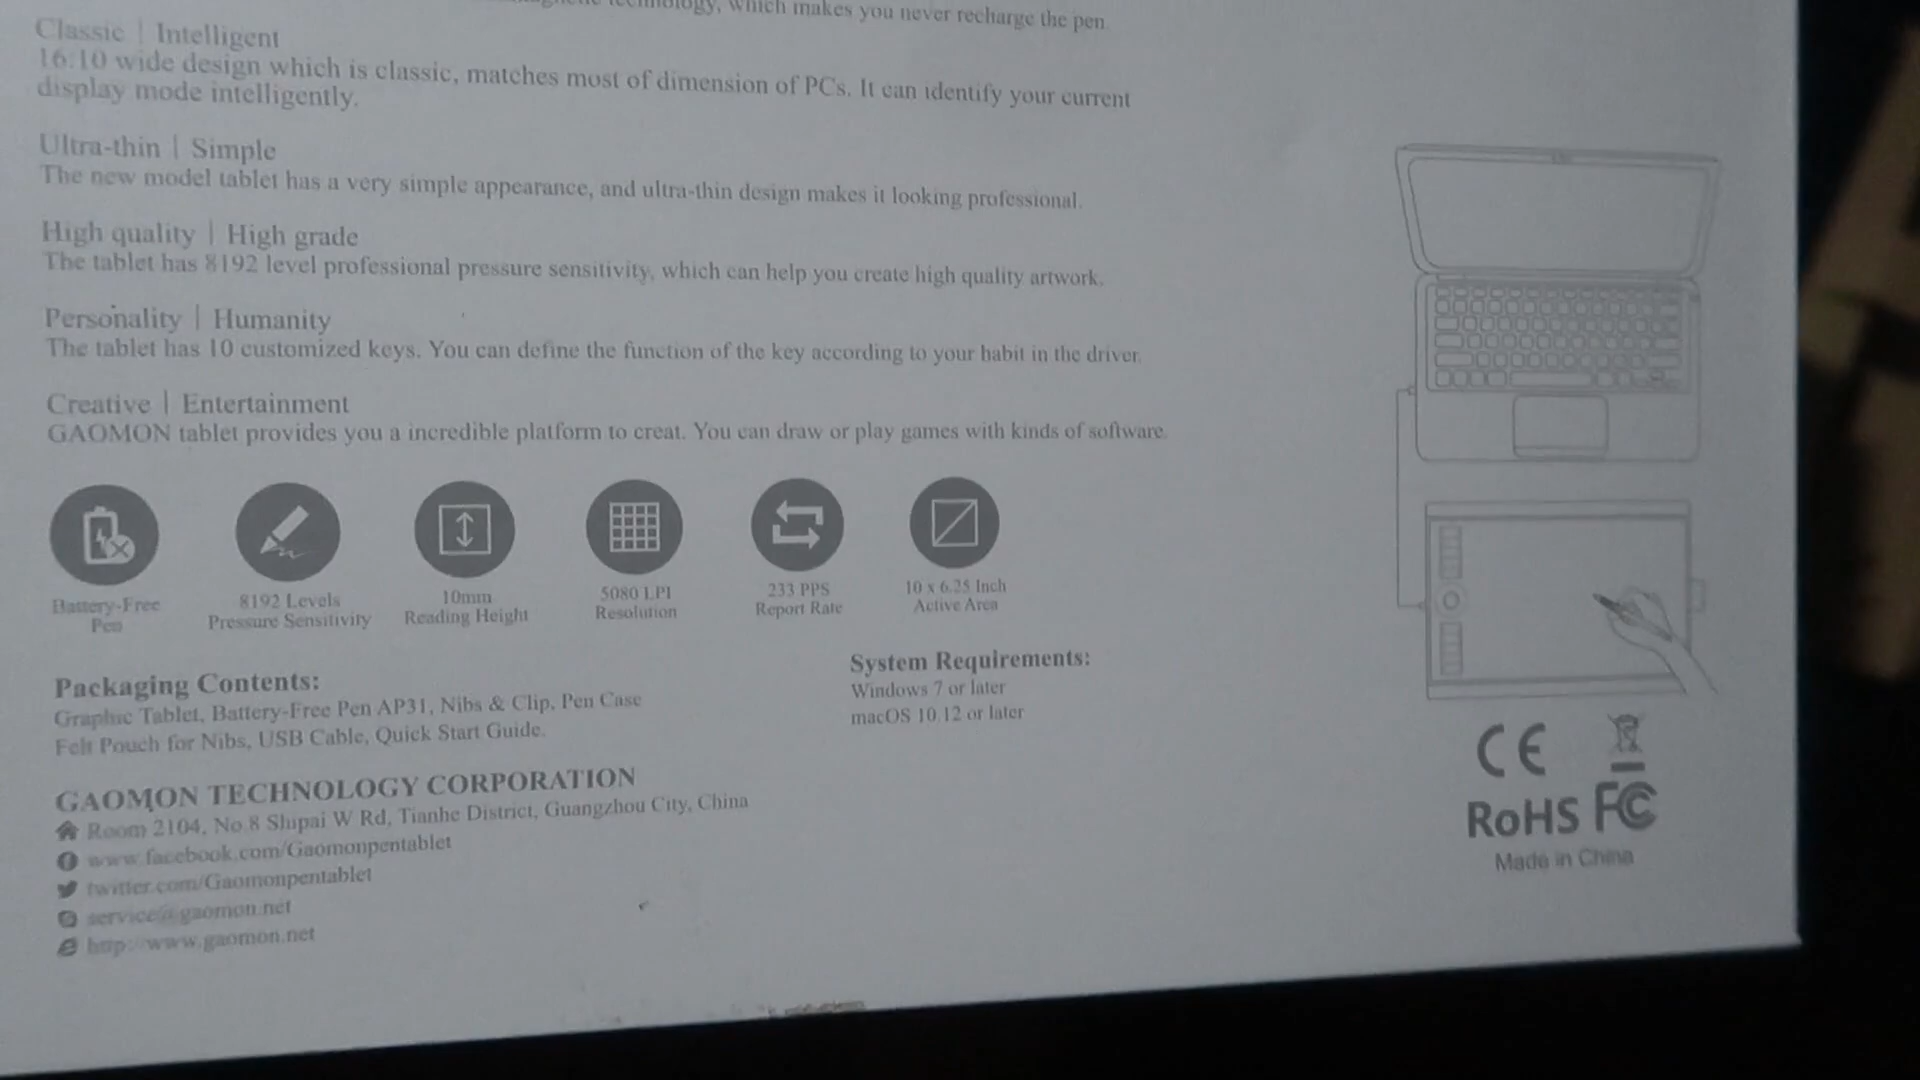 technology, which makes you never recharge the pen.
Classic | Intelligent
16:10 wide design which is classic, matches most of dimension of PCs. It can identify your current
display mode intelligently.
Ultra-thin | Simple
The new model tablet has a very simple appearance, and ultra-thin design makes it looking professional.
High quality | High grade
The tablet has 8192 level professional pressure sensitivity, which can help you create high quality artwork.
Personality | Humanity
The tablet has 10 customized keys. You can define the function of the key according to your habit in the driver.
Creative | Entertainment
GAOMON tablet provides you a incredible platform to creat. You can draw or play games with kinds of software.
Battery-Free
Pen
8192 Levels
Pressure Sensitivity
10mm
Reading Height
5080 LPI
Resolution
233 PPS
Report Rate
10 x 6.25 Inch
Active Area
Packaging Contents:
Graphic Tablet, Battery-Free Pen AP31, Nibs & Clip, Pen Case
Felt Pouch for Nibs, USB Cable, Quick Start Guide.
System Requirements:
Windows 7 or later
macOS 10.12 or later
GAOMON TECHNOLOGY CORPORATION
Room 2104, No.8 Shipai W Rd, Tianhe District, Guangzhou City, China
www.facebook.com/Gaomonpentablet
twitter.com/Gaomonpentablet
service@gaomon.net
http://www.gaomon.net
CE
RoHS FC
Made in China